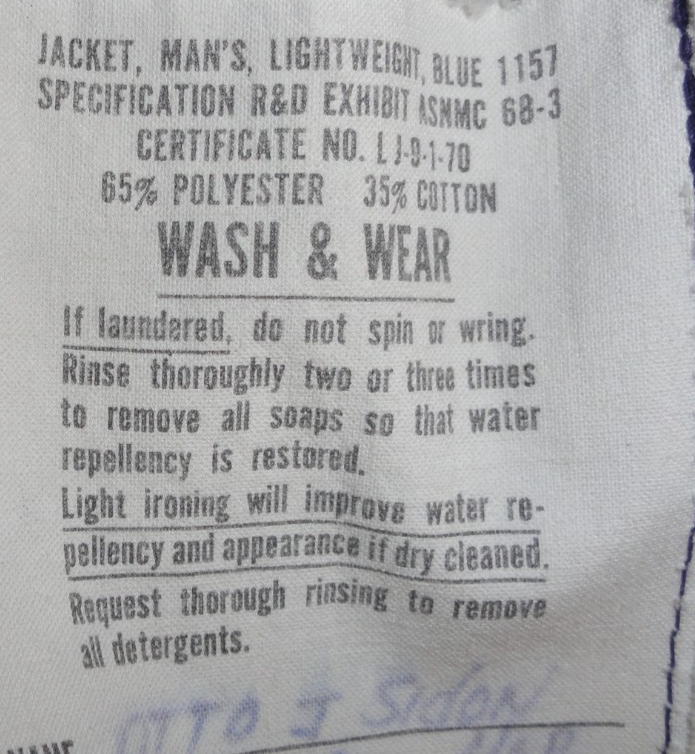 JACKET, MAN'S, LIGHTWEIGHT, BLUE 1157
SPECIFICATION R&D EXHIBIT ASNMC 68-3
CERTIFICATE NO. LJ-9-1-70
65% POLYESTER 35% COTTON
WASH & WEAR
If laundered, do not spin or wring.
Rinse thoroughly two or three times
to remove all soaps so that water
repellency is restored.
Light ironing will improve water re-
pellency and appearance if dry cleaned.
Request thorough rinsing to remove
all detergents.
OTTO J SIDON
NAME